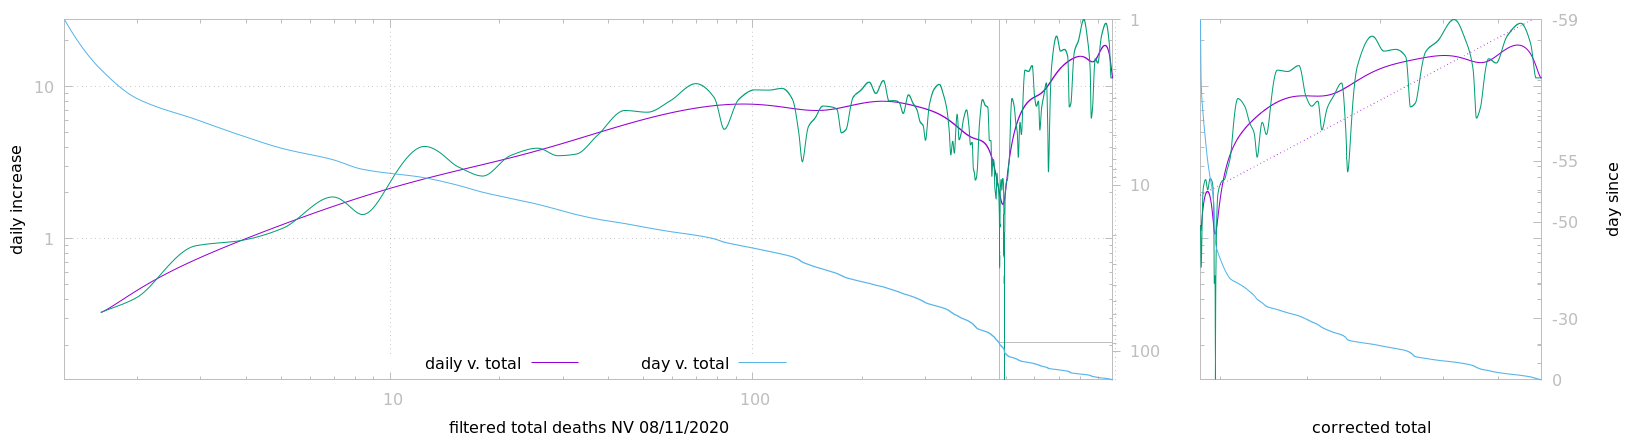 daily increase
10
1
daily v. total
day v. total
10
100
filtered total deaths NV 08/11/2020
1
10
100
-59
-55
-50
-30
0
day since
corrected total